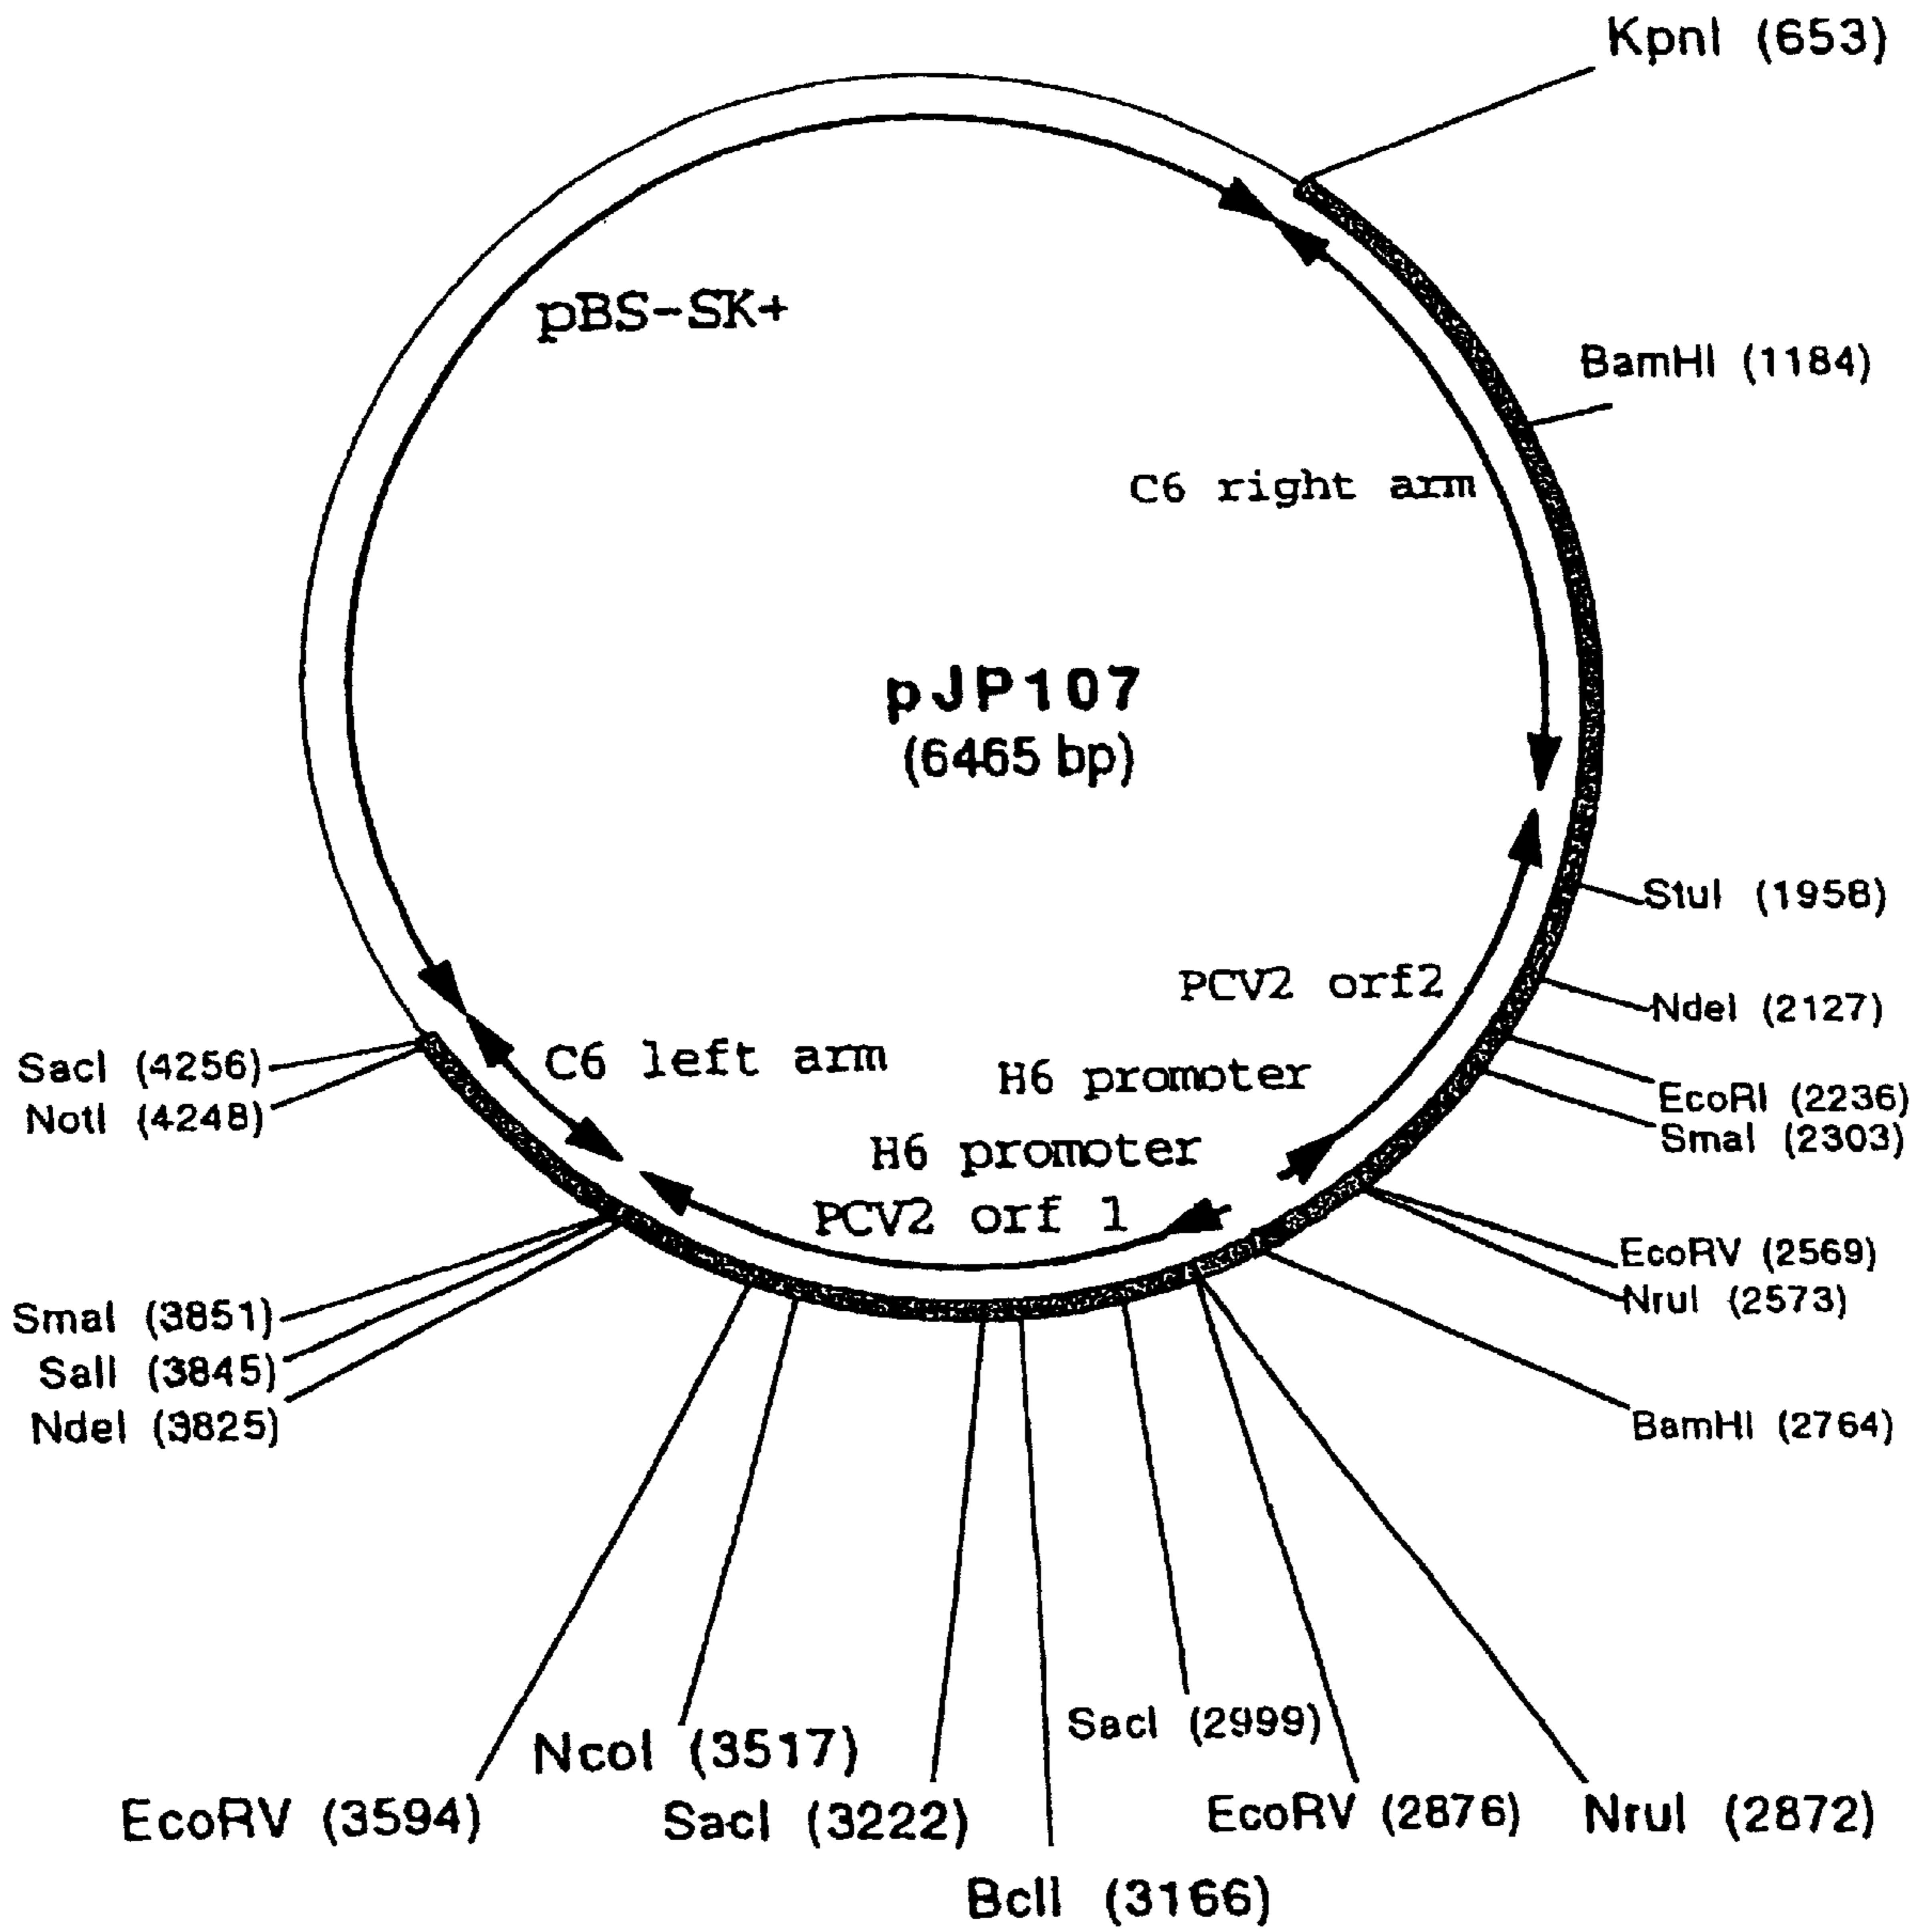 KpnI (653)
pBS-SK+
BamHI (1184)
C6 right arm
pJP107
(6465 bp)
StuI (1958)
PCV2 orf2
NdeI (2127)
SacI (4256)
C6 left arm
H6 promoter
EcoRI (2236)
NotI (4248)
SmaI (2303)
H6 promoter
PCV2 orf 1
EcoRV (2569)
NruI (2573)
SmaI (3851)
SalI (3845)
NdeI (3825)
BamHI (2764)
SacI (2999)
NcoI (3517)
EcoRV (3594)
SacI (3222)
EcoRV (2876)
NruI (2872)
BclI (3166)